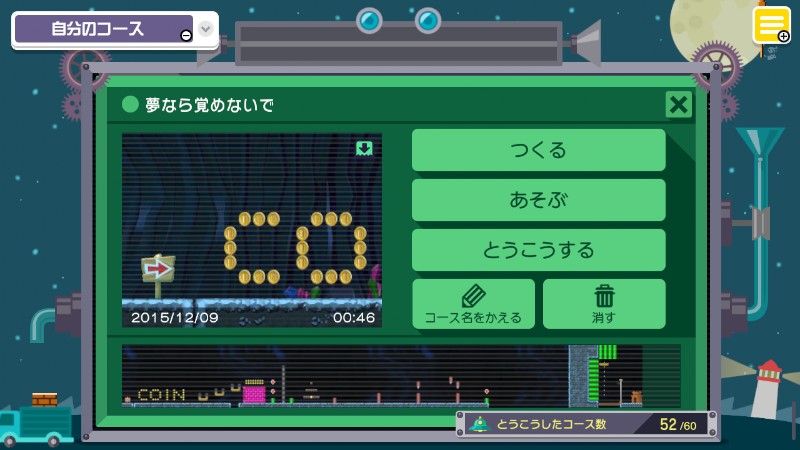 自分のコース
夢なら覚めないで
つくる
あそぶ
とうこうする
コース名をかえる
消す
2015/12/09
00:46
COIN
とうこうしたコース数
52/60